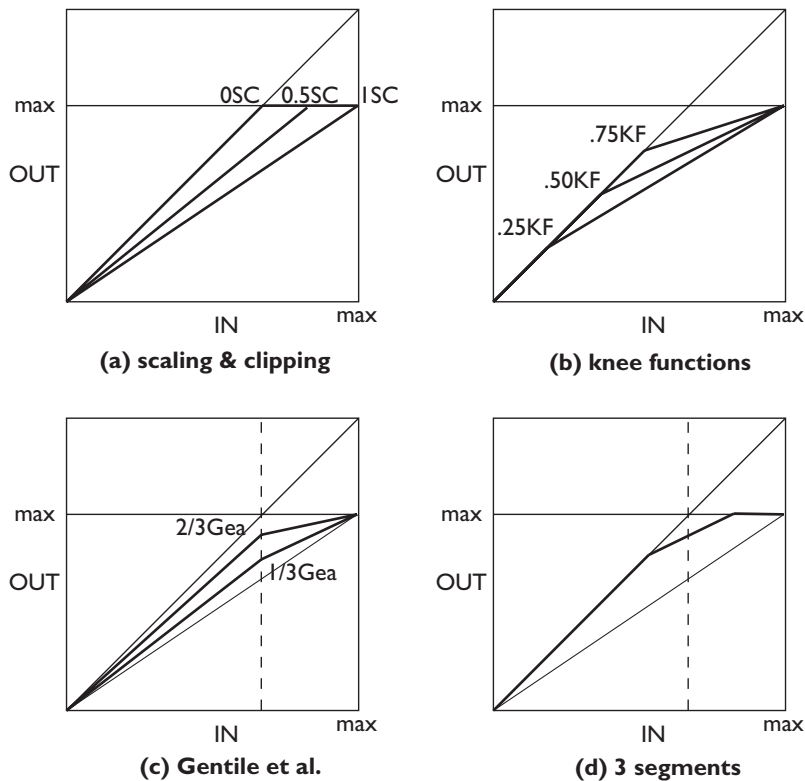 0SC 0.5SC 1SC
max
OUT
IN
max
(a) scaling & clipping
max
.75KF
OUT
.50KF
.25KF
IN
max
(b) knee functions
max
2/3Gea
OUT
1/3Gea
IN
max
(c) Gentile et al.
max
OUT
IN
max
(d) 3 segments